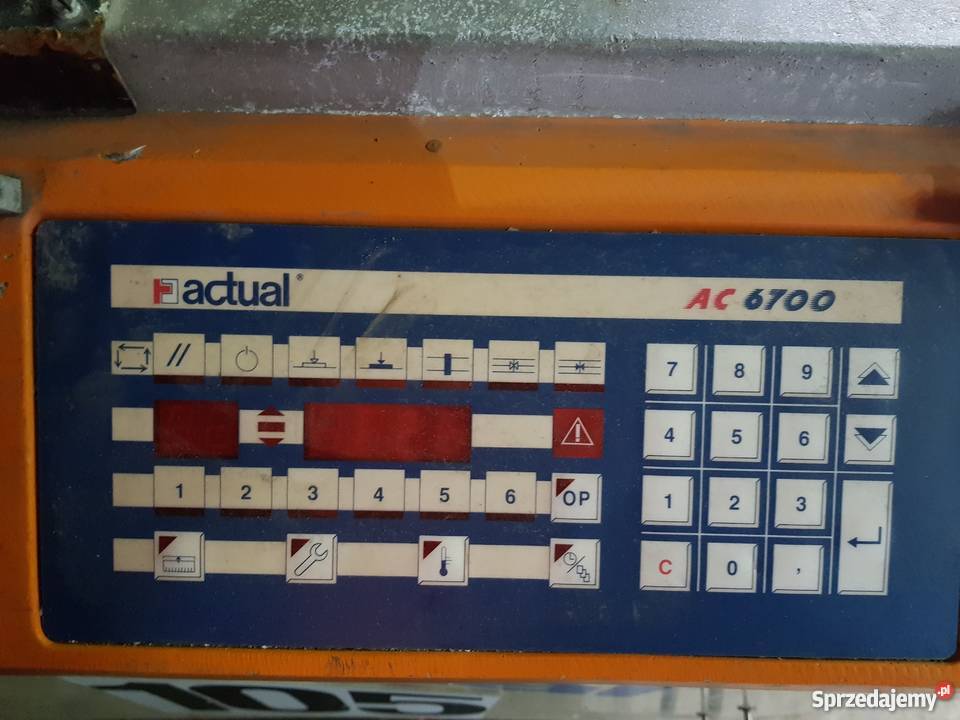 actual® AC 6700
7 8 9
4 5 6
1 2 3 4 5 6 OP 1 2 3
% C 0 ,
105
Sprzedajemy.pl